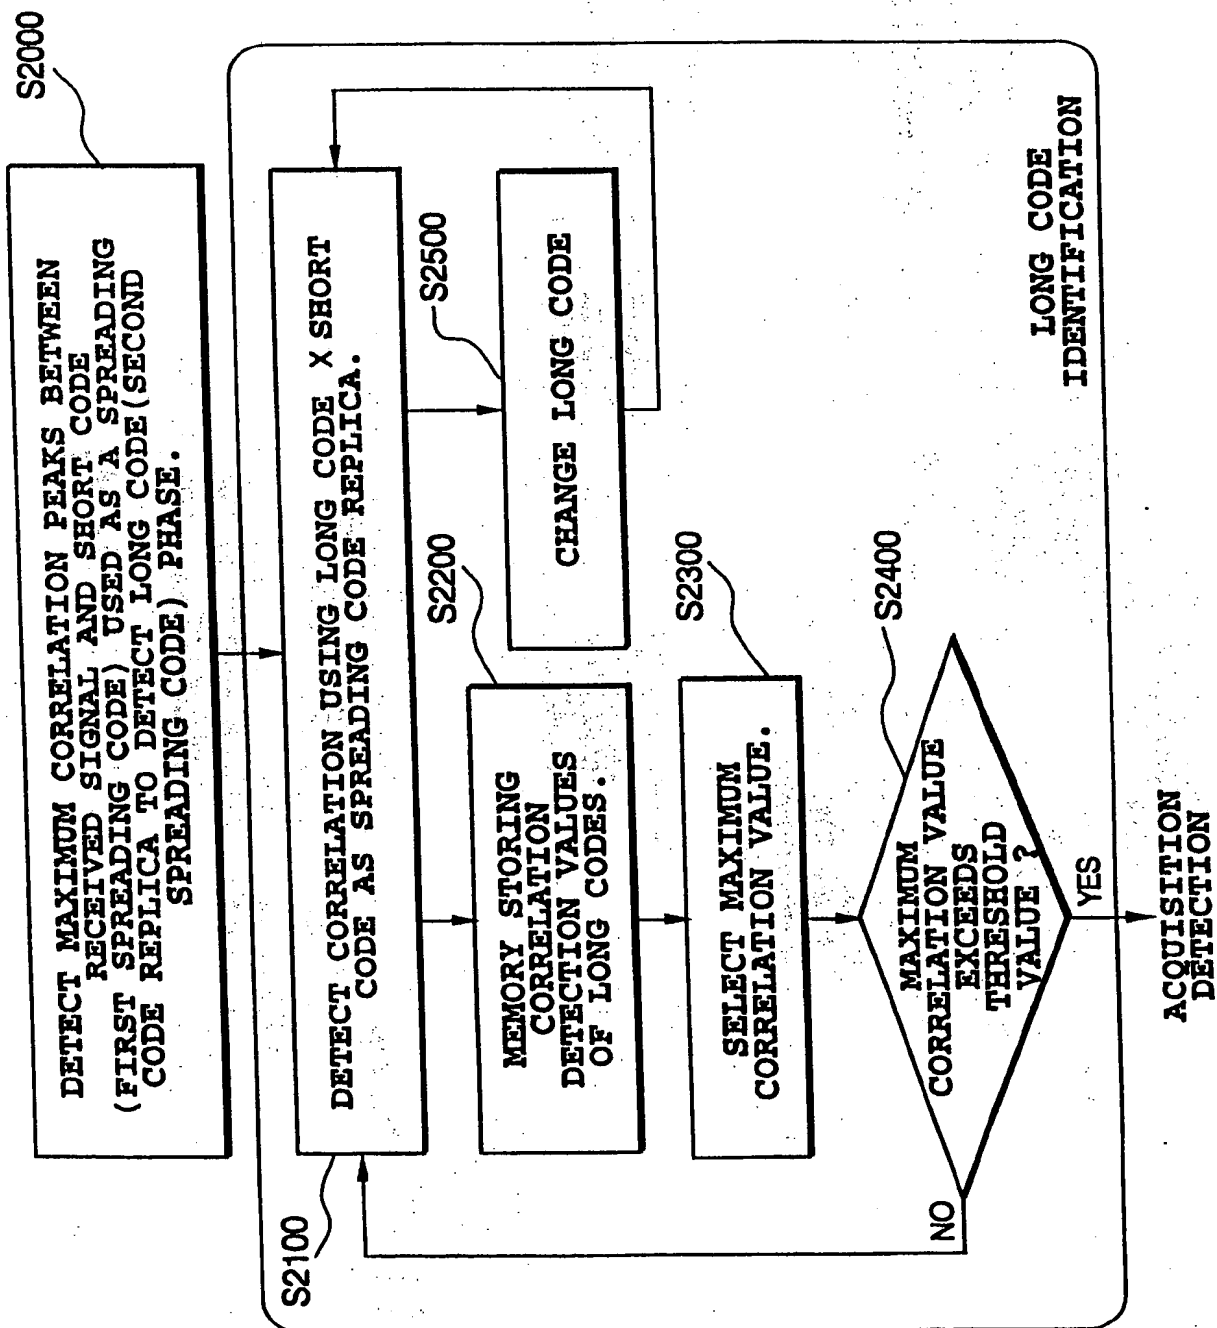 S2000
DETECT MAXIMUM CORRELATION PEAKS BETWEEN
RECEIVED SIGNAL AND SHORT CODE
(FIRST SPREADING CODE) USED AS A SPREADING
CODE REPLICA TO DETECT LONG CODE(SECOND
SPREADING CODE) PHASE.
S2100
DETECT CORRELATION USING LONG CODE X SHORT
CODE AS SPREADING CODE REPLICA.
S2200
MEMORY STORING
CORRELATION
DETECTION VALUES
OF LONG CODES.
S2500
CHANGE LONG CODE
S2300
SELECT MAXIMUM
CORRELATION VALUE.
S2400
MAXIMUM
CORRELATION VALUE
EXCEEDS
THRESHOLD
VALUE ?
NO
YES
LONG CODE
IDENTIFICATION
ACQUISITION
DETECTION